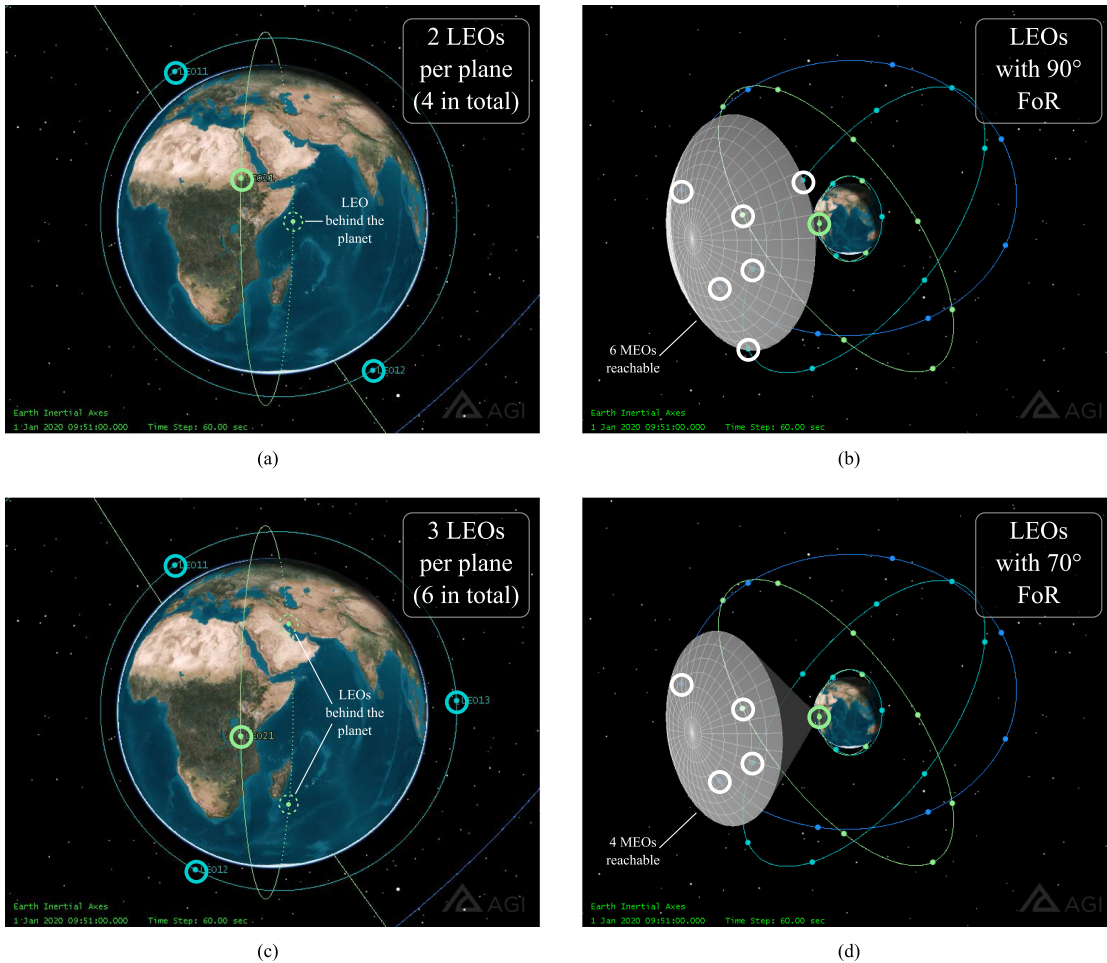 2 LEOs
per plane
(4 in total)
LEO11
LEO21
LEO
behind the
planet
LEO12
AGI
Earth Inertial Axes
1 Jan 2020 09:51:00.000 Time Step: 60.00 sec
(a)
LEOs
with 90°
FoR
6 MEOs
reachable
AGI
Earth Inertial Axes
1 Jan 2020 09:51:00.000 Time Step: 60.00 sec
(b)
3 LEOs
per plane
(6 in total)
LEO11
LEOs
behind the
planet
LEO13
LEO21
LEO12
AGI
Earth Inertial Axes
1 Jan 2020 09:51:00.000 Time Step: 60.00 sec
(c)
LEOs
with 70°
FoR
4 MEOs
reachable
AGI
Earth Inertial Axes
1 Jan 2020 09:51:00.000 Time Step: 60.00 sec
(d)